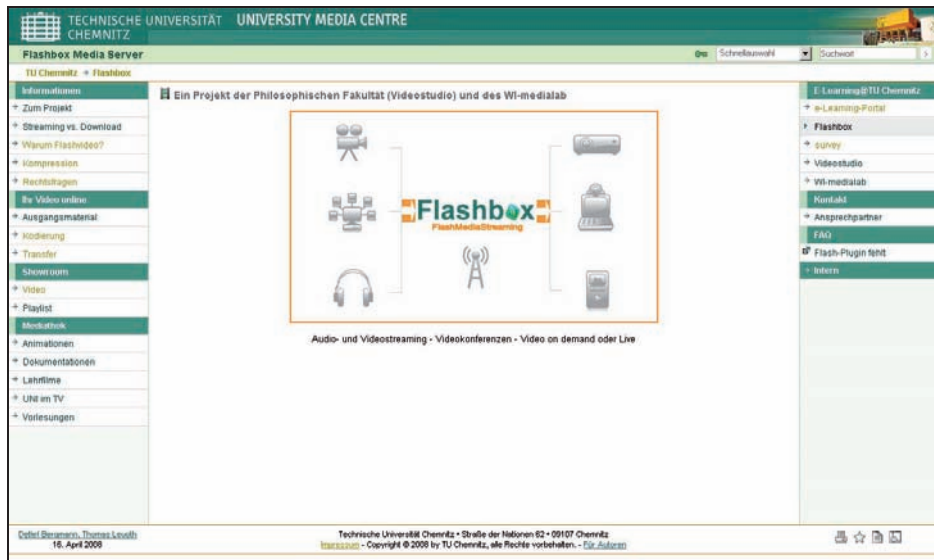 TECHNISCHE UNIVERSITÄT CHEMNITZ
UNIVERSITY MEDIA CENTRE
Flashbox Media Server
Schnellauswahl
Suchwort
TU Chemnitz → Flashbox
Informationen
Zum Projekt
Streaming vs. Download
Warum Flashvideo?
Kompression
Rechtsfragen
Ihr Video online
Ausgangsmaterial
Kodierung
Transfer
Showroom
Video
Playlist
Mediathek
Animationen
Dokumentationen
Lehrfilme
UNI im TV
Vorlesungen
Ein Projekt der Philosophischen Fakultät (Videostudio) und des WI-medialab
Flashbox
FlashMediaStreaming
Audio- und Videostreaming - Videokonferenzen - Video on demand oder Live
E-Learning@TU Chemnitz
e-Learning-Portal
Flashbox
survey
Videostudio
WI-medialab
Kontakt
Ansprechpartner
FAQ
Flash-Plugin fehlt
Intern
16. April 2008
Technische Universität Chemnitz • Straße der Nationen 62 • 09107 Chemnitz
Impressum - Copyright © 2008 by TU Chemnitz, alle Rechte vorbehalten. - Für Autoren